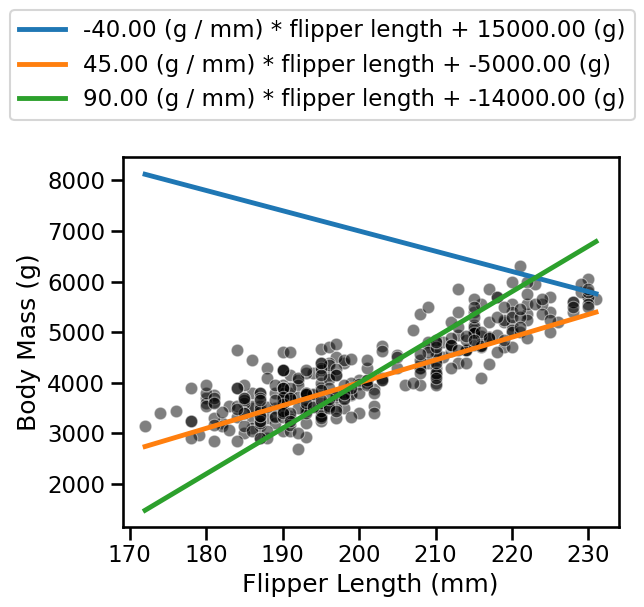 -40.00 (g / mm) * flipper length + 15000.00 (g)
45.00 (g / mm) * flipper length + -5000.00 (g)
90.00 (g / mm) * flipper length + -14000.00 (g)
8000
7000
6000
5000
4000
3000
2000
Body Mass (g)
170 180 190 200 210 220 230
Flipper Length (mm)